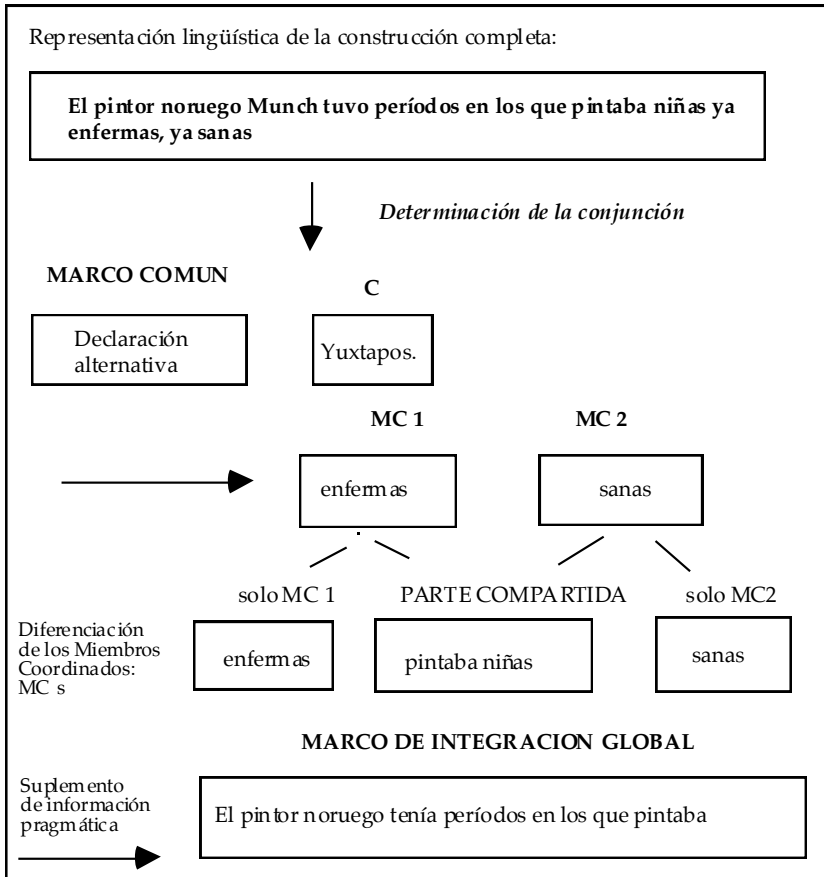 Representación lingüística de la construcción completa:
El pintor noruego Munch tuvo períodos en los que pintaba niñas ya
enfermas, ya sanas
Determinación de la conjunción
MARCO COMUN
C
Declaración
alternativa
Yuxtapos.
MC 1
MC 2
enfermas
sanas
solo MC 1
PARTE COMPARTIDA
solo MC2
Diferenciación
de los Miembros
Coordinados:
MC s
enfermas
pintaba niñas
sanas
MARCO DE INTEGRACION GLOBAL
Suplemento
de información
pragmática
El pintor noruego tenía períodos en los que pintaba